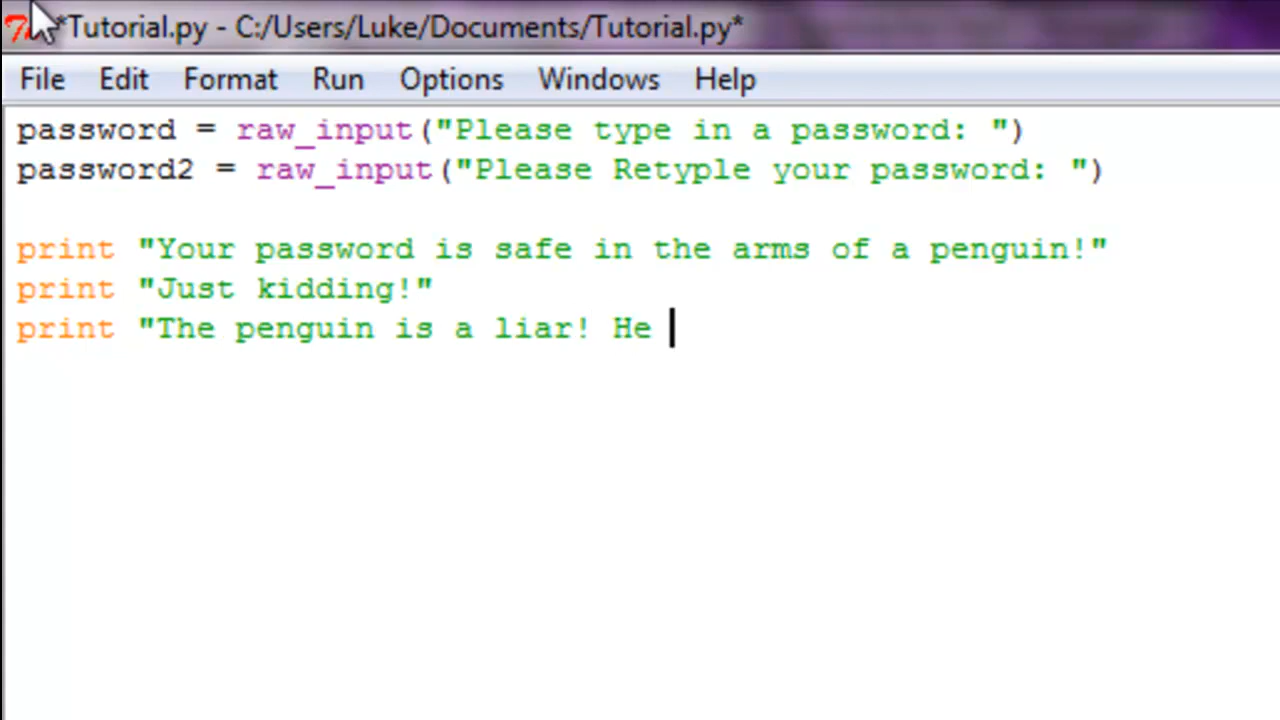 *Tutorial.py - C:/Users/Luke/Documents/Tutorial.py*
File Edit Format Run Options Windows Help
password = raw_input("Please type in a password: ")
password2 = raw_input("Please Retyple your password: ")
print "Your password is safe in the arms of a penguin!"
print "Just kidding!"
print "The penguin is a liar! He